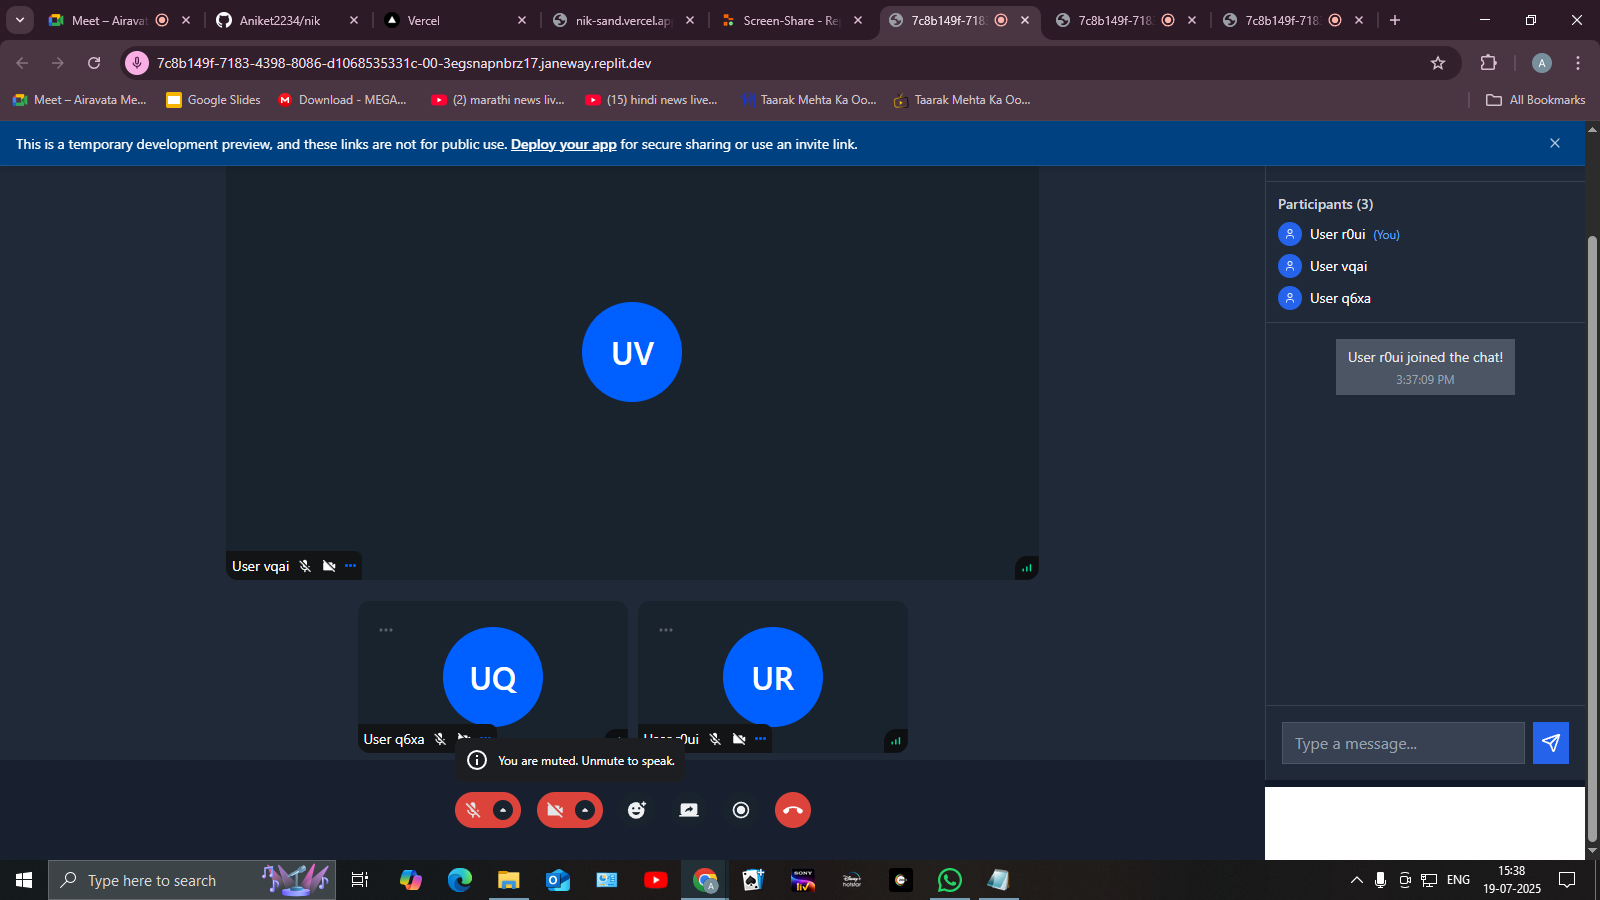 Meet – Airavat
Aniket2234/nik
Vercel
nik-sand.vercel.ap
Screen-Share - Re
7c8b149f-718
7c8b149f-718
7c8b149f-718
7c8b149f-7183-4398-8086-d1068535331c-00-3egsnapnbrz17.janeway.replit.dev
A
Meet – Airavata Me...
Google Slides
Download - MEGA...
(2) marathi news liv...
(15) hindi news live...
Taarak Mehta Ka Oo...
Taarak Mehta Ka Oo...
All Bookmarks
This is a temporary development preview, and these links are not for public use. Deploy your app for secure sharing or use an invite link.
Participants (3)
User r0ui (You)
User vqai
User q6xa
User r0ui joined the chat!
3:37:09 PM
UV
User vqai
UQ
UR
User q6xa
User r0ui
You are muted. Unmute to speak.
Type a message...
Type here to search
ENG
15:38
19-07-2025